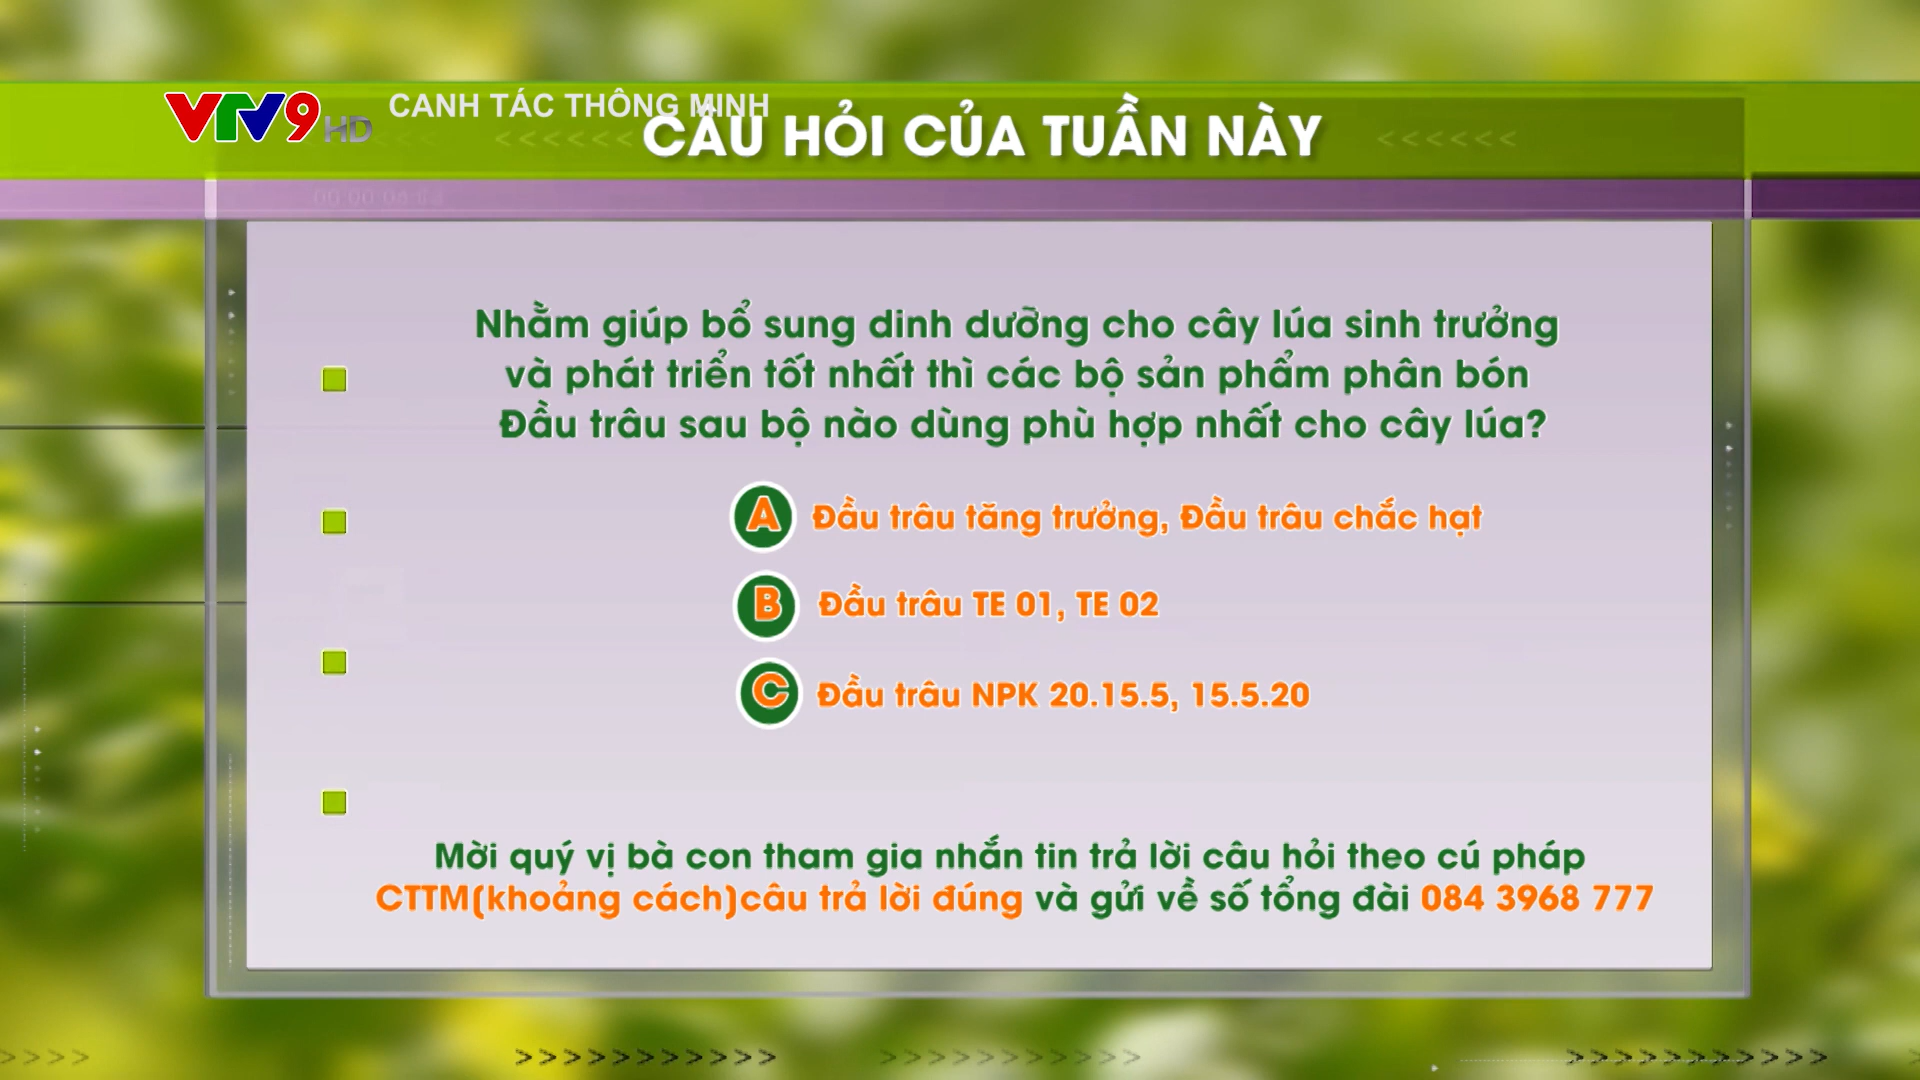 VTV9 HD
CANH TÁC THÔNG MINH
CÂU HỎI CỦA TUẦN NÀY
Nhằm giúp bổ sung dinh dưỡng cho cây lúa sinh trưởng
và phát triển tốt nhất thì các bộ sản phẩm phân bón
Đầu trâu sau bộ nào dùng phù hợp nhất cho cây lúa?
A Đầu trâu tăng trưởng, Đầu trâu chắc hạt
B Đầu trâu TE 01, TE 02
C Đầu trâu NPK 20.15.5, 15.5.20
Mời quý vị bà con tham gia nhắn tin trả lời câu hỏi theo cú pháp
CTTM(khoảng cách)câu trả lời đúng và gửi về số tổng đài 084 3968 777